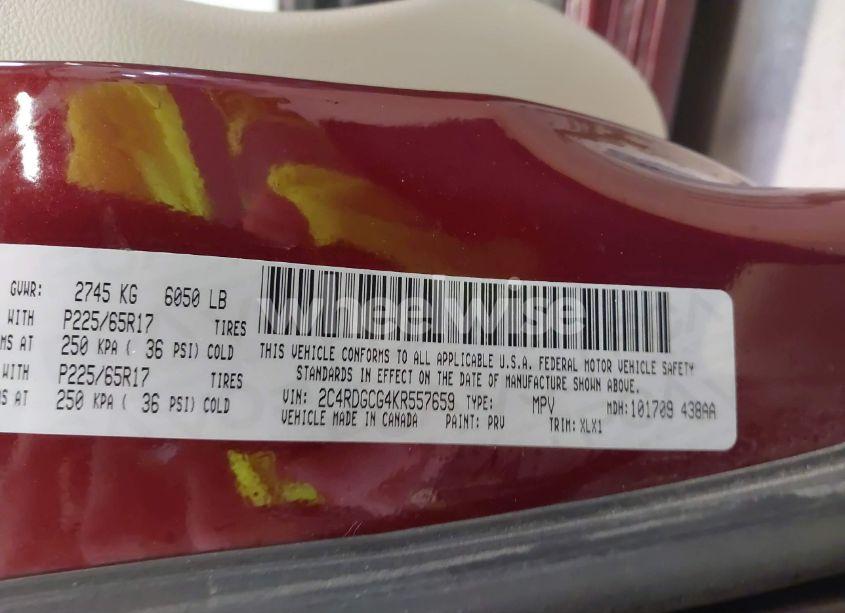 GVWR: 2745 KG 6050 LB
WITH P225/65R17 TIRES
MS AT 250 KPA ( 36 PSI) COLD
WITH P225/65R17 TIRES
MS AT 250 KPA ( 36 PSI) COLD
wheelwise
THIS VEHICLE CONFORMS TO ALL APPLICABLE U.S.A. FEDERAL MOTOR VEHICLE SAFETY
STANDARDS IN EFFECT ON THE DATE OF MANUFACTURE SHOWN ABOVE.
VIN: 2C4RDGCG4KR557659 TYPE: MPV MDH: 101709 438AA
VEHICLE MADE IN CANADA PAINT: PRV TRIM: XLX1